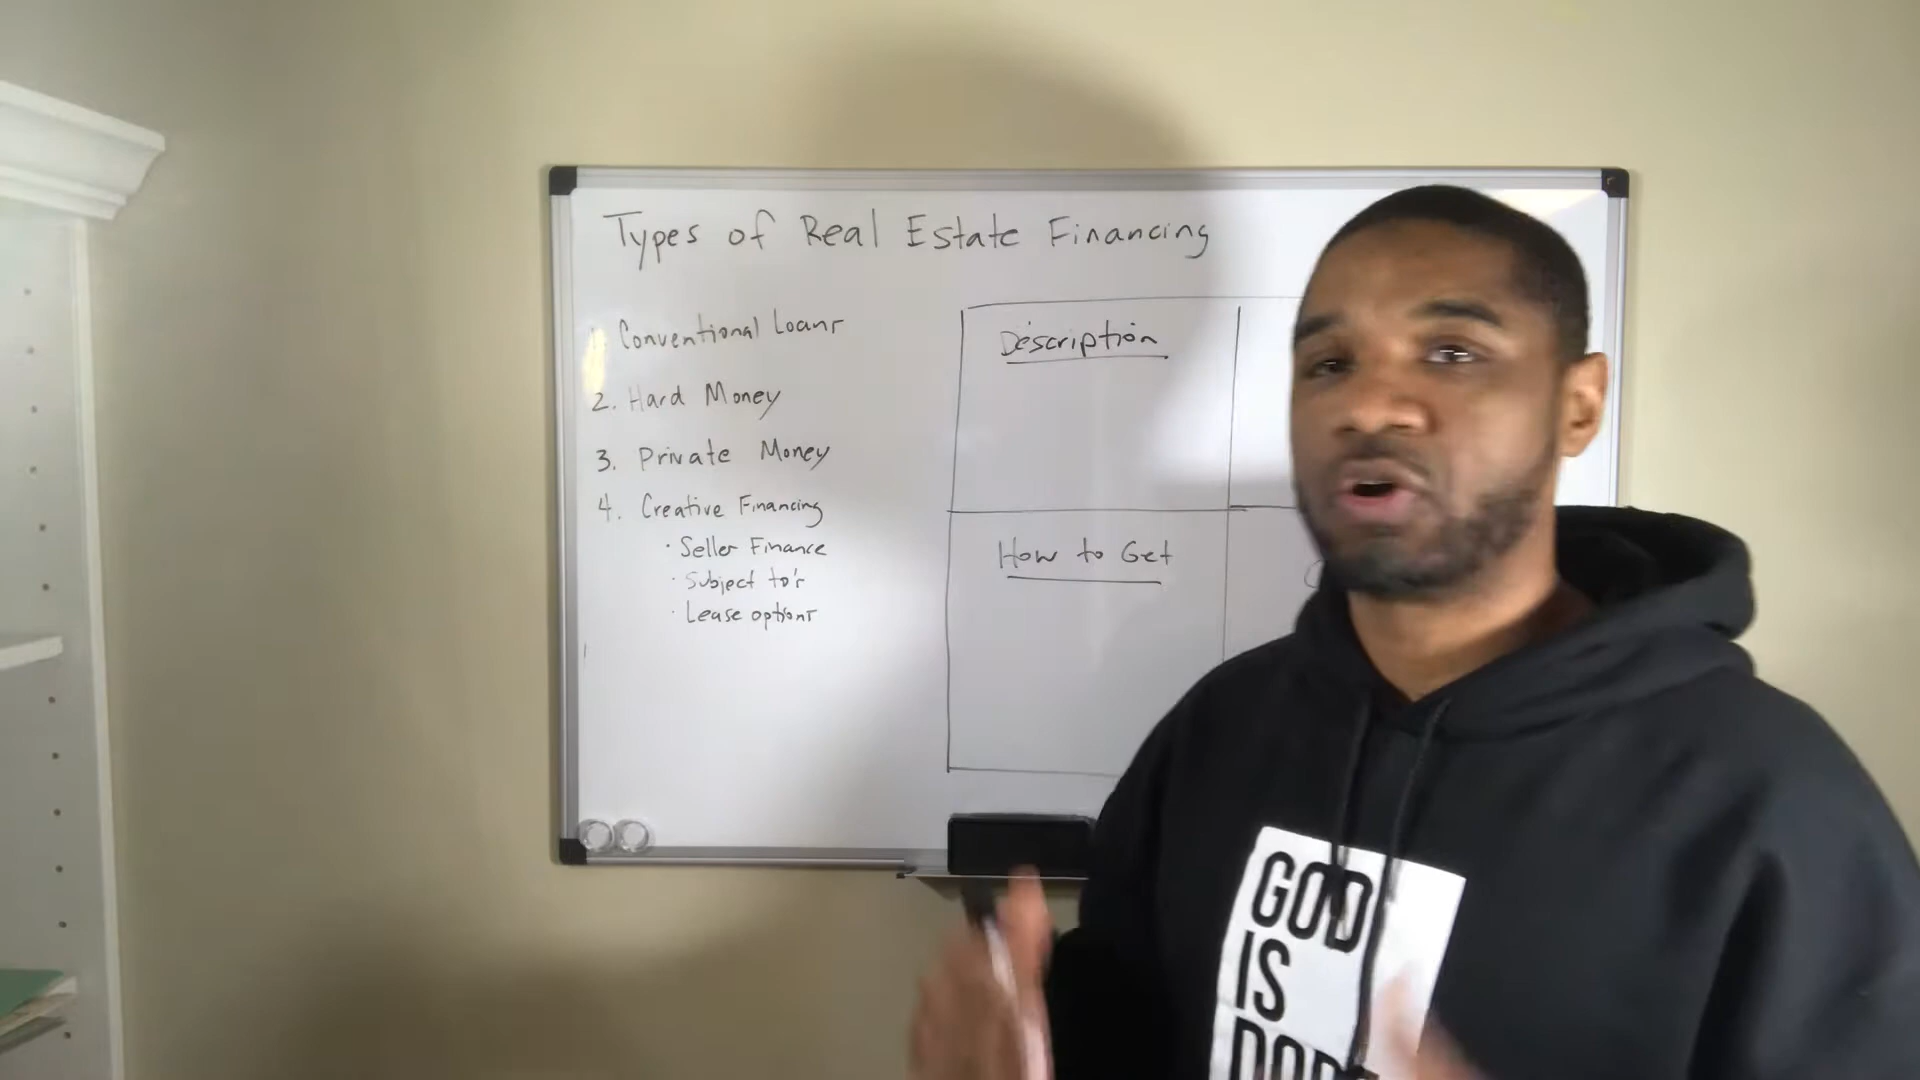 Types of Real Estate Financing
1. Conventional Loans
2. Hard Money
3. Private Money
4. Creative Financing
· Seller Finance
· Subject to's
· Lease options
Description
How to Get
GOD
IS